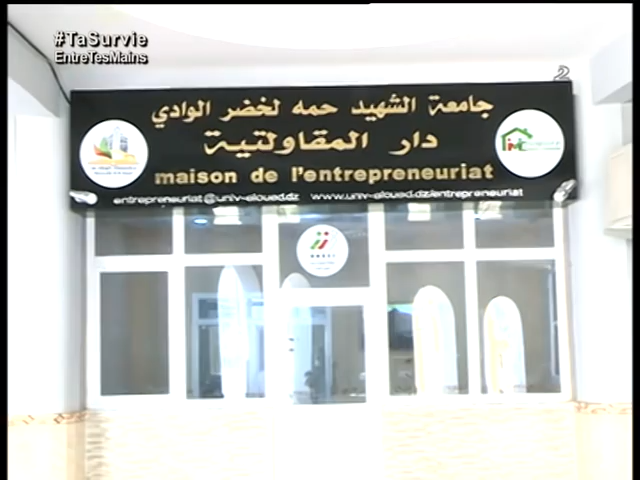 #TaSurvie
EntreTesMains
جامعة الشهيد حمه لخضر الوادي
دار المقاولتية
maison de l'entrepreneuriat
entrepreneuriat@univ-eloued.dz www.univ-eloued.dz/entrepreneuriat